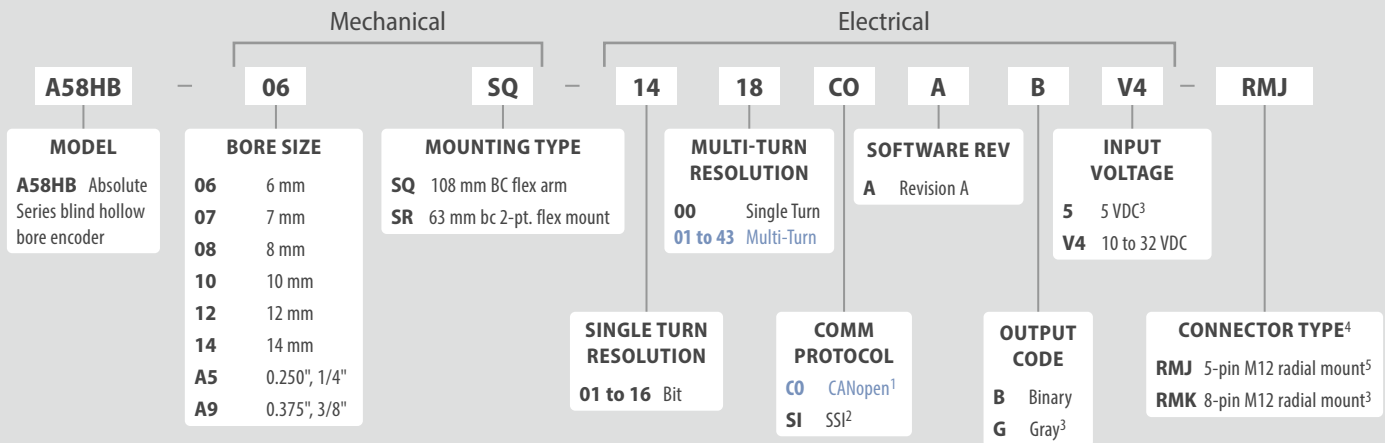 Mechanical
Electrical
A58HB – 06 SQ – 14 18 CO A B V4 – RMJ
MODEL
A58HB Absolute
Series blind hollow
bore encoder
BORE SIZE
06 6 mm
07 7 mm
08 8 mm
10 10 mm
12 12 mm
14 14 mm
A5 0.250", 1/4"
A9 0.375", 3/8"
MOUNTING TYPE
SQ 108 mm BC flex arm
SR 63 mm bc 2-pt. flex mount
SINGLE TURN
RESOLUTION
01 to 16 Bit
MULTI-TURN
RESOLUTION
00 Single Turn
01 to 43 Multi-Turn
COMM
PROTOCOL
CO CANopen¹
SI SSI²
SOFTWARE REV
A Revision A
OUTPUT
CODE
B Binary
G Gray³
INPUT
VOLTAGE
5 5 VDC³
V4 10 to 32 VDC
CONNECTOR TYPE⁴
RMJ 5-pin M12 radial mount⁵
RMK 8-pin M12 radial mount³